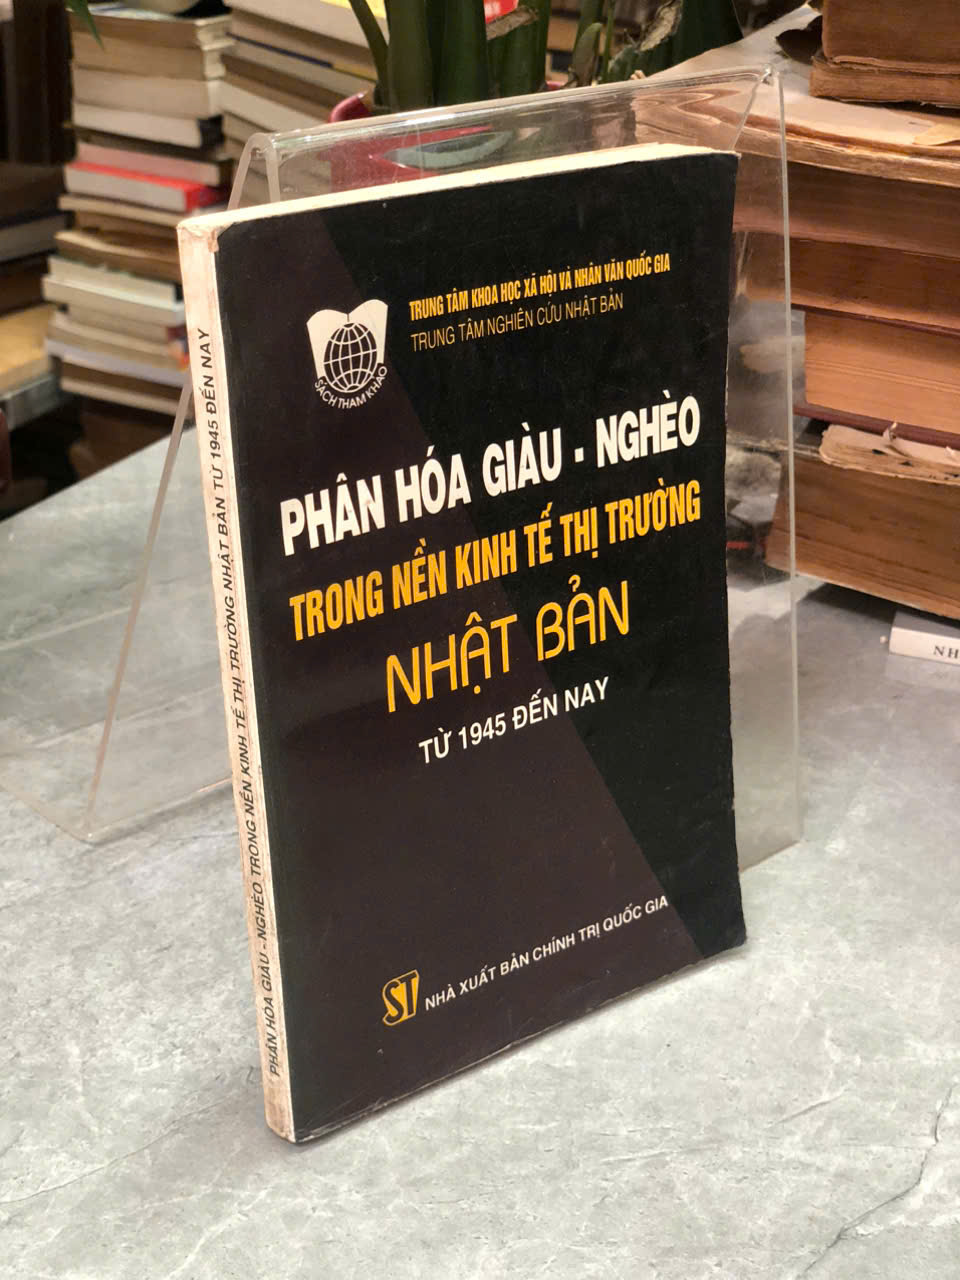 TRUNG TÂM KHOA HỌC XÃ HỘI VÀ NHÂN VĂN QUỐC GIA
TRUNG TÂM NGHIÊN CỨU NHẬT BẢN
SÁCH THAM KHẢO
PHÂN HÓA GIÀU - NGHÈO
TRONG NỀN KINH TẾ THỊ TRƯỜNG
NHẬT BẢN
TỪ 1945 ĐẾN NAY
ST NHÀ XUẤT BẢN CHÍNH TRỊ QUỐC GIA
PHÂN HÓA GIÀU - NGHÈO TRONG NỀN KINH TẾ THỊ TRƯỜNG NHẬT BẢN TỪ 1945 ĐẾN NAY
NH